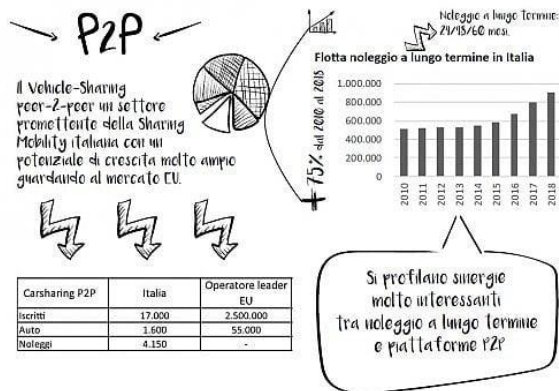 P2P
Il Vehicle-Sharing
peer-2-peer un settore
promettente della Sharing
Mobility italiana con un
potenziale di crescita molto ampio
guardando al mercato EU.
Carsharing P2P Italia Operatore leader EU
Iscritti 17.000 2.500.000
Auto 1.600 55.000
Noleggi 4.150 -
Noleggio a lungo termine:
24/48/60 mesi.
Flotta noleggio a lungo termine in Italia
+75% dal 2010 al 2018
1.000.000
800.000
600.000
400.000
200.000
0
2010 2011 2012 2013 2014 2015 2016 2017 2018
Si profilano sinergie
molto interessanti
tra noleggio a lungo termine
e piattaforme P2P